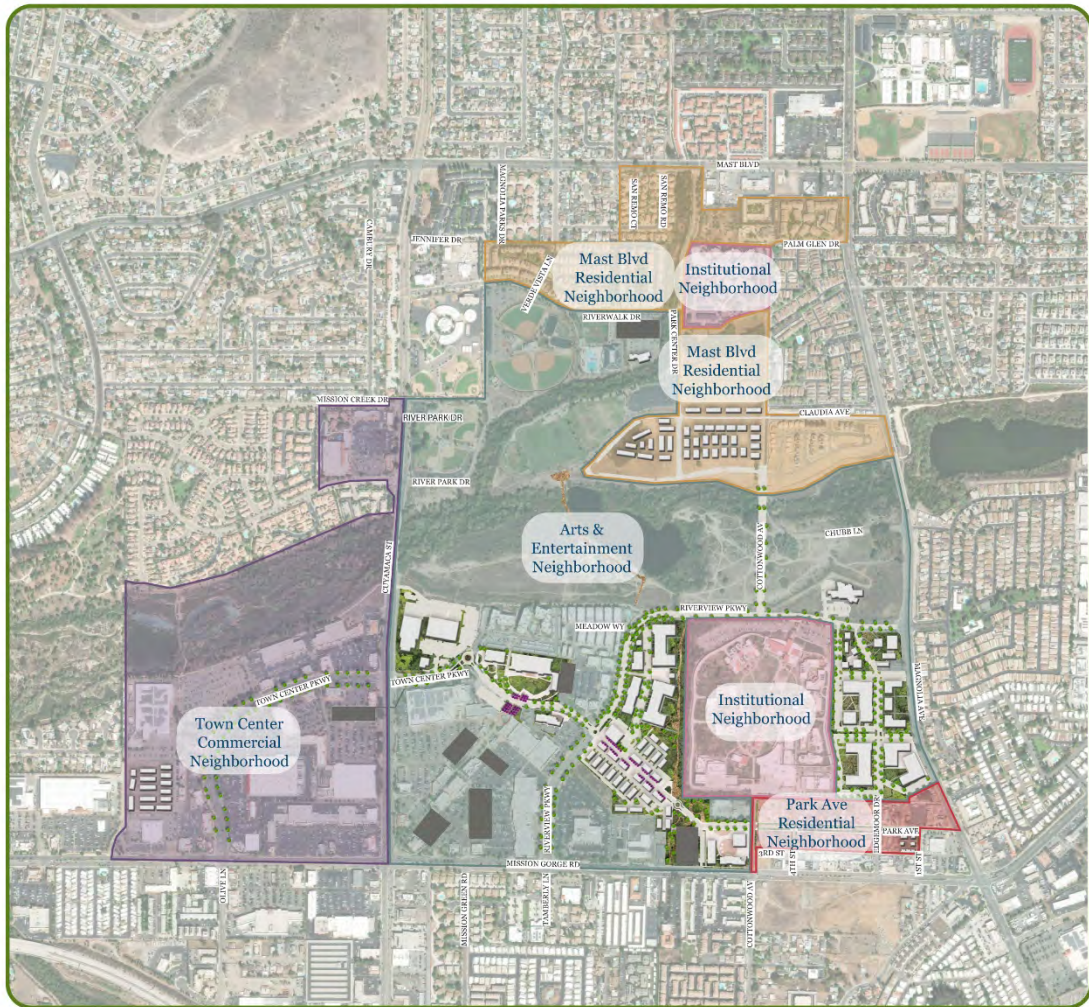 MAST BLVD
SAN REMO CT
SAN REMO RD
MAGNOLIA PARKS DR
CAMBURY DR
JENNIFER DR
PALM GLEN DR
Mast Blvd
Residential
Neighborhood
Institutional
Neighborhood
VERDE VISTA LN
RIVERWALK DR
PARK CENTER DR
Mast Blvd
Residential
Neighborhood
MISSION CREEK DR
RIVER PARK DR
CLAUDIA AVE
RIVER PARK DR
Arts &
Entertainment
Neighborhood
CUYAMACA ST
COTTONWOOD AV
CHUBB LN
RIVERVIEW PKWY
MEADOW WY
TOWN CENTER PKWY
TOWN CENTER PKWY
MAGNOLIA AVE
Town Center
Commercial
Neighborhood
Institutional
Neighborhood
RIVERVIEW PKWY
Park Ave
Residential
Neighborhood
EDGEMOOR DR
PARK AVE
3RD ST
4TH ST
1ST ST
MISSION GORGE RD
OLIVE LN
MISSION GREEN RD
TAMBERLY LN
COTTONWOOD AV